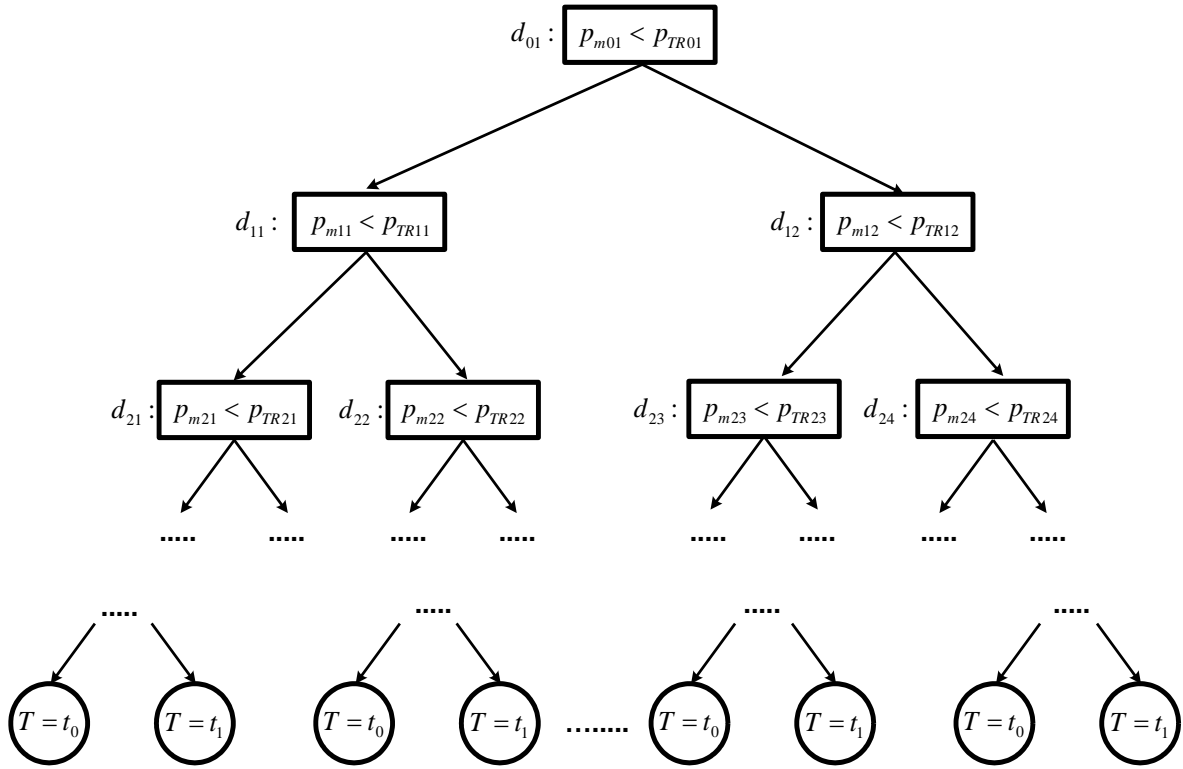 d01 : pm01 < pTR01
d11 : pm11 < pTR11 d12 : pm12 < pTR12
d21 : pm21 < pTR21 d22 : pm22 < pTR22 d23 : pm23 < pTR23 d24 : pm24 < pTR24
..... ..... ..... ..... ..... ..... ..... .....
..... ..... ..... .....
T = t0 T = t1 T = t0 T = t1 ........ T = t0 T = t1 T = t0 T = t1